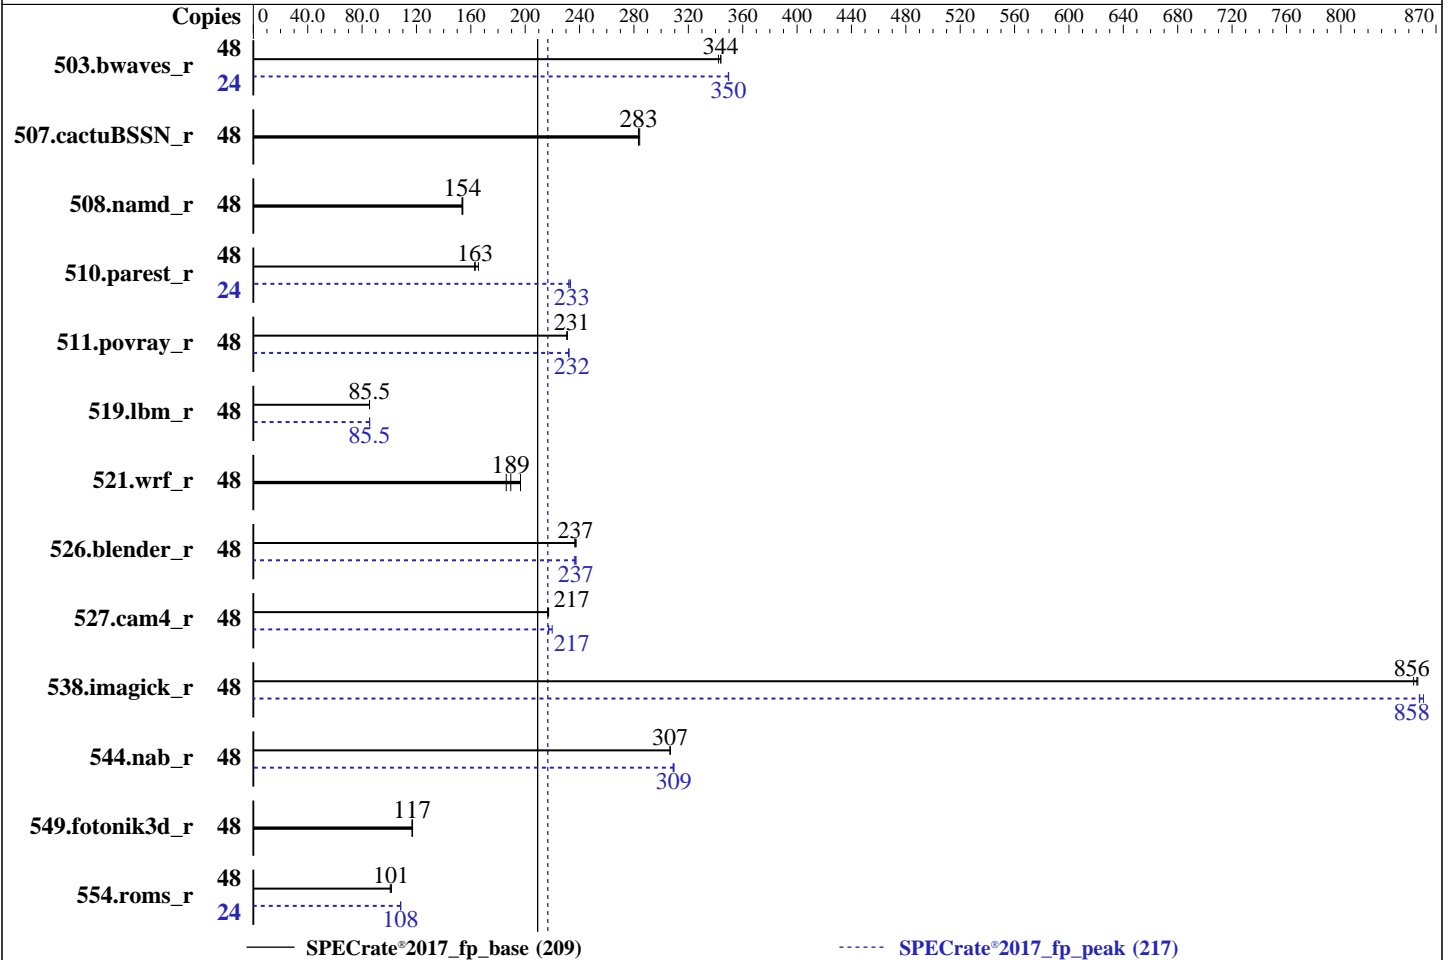 Copies 0 40.0 80.0 120 160 200 240 280 320 360 400 440 480 520 560 600 640 680 720 760 800 870
503.bwaves_r 48 344
24 350
507.cactuBSSN_r 48 283
508.namd_r 48 154
510.parest_r 48 163
24 233
511.povray_r 48 231
232
519.lbm_r 48 85.5
85.5
521.wrf_r 48 189
526.blender_r 48 237
237
527.cam4_r 48 217
217
538.imagick_r 48 856
858
544.nab_r 48 307
309
549.fotonik3d_r 48 117
554.roms_r 48 101
24 108
SPECrate®2017_fp_base (209) SPECrate®2017_fp_peak (217)